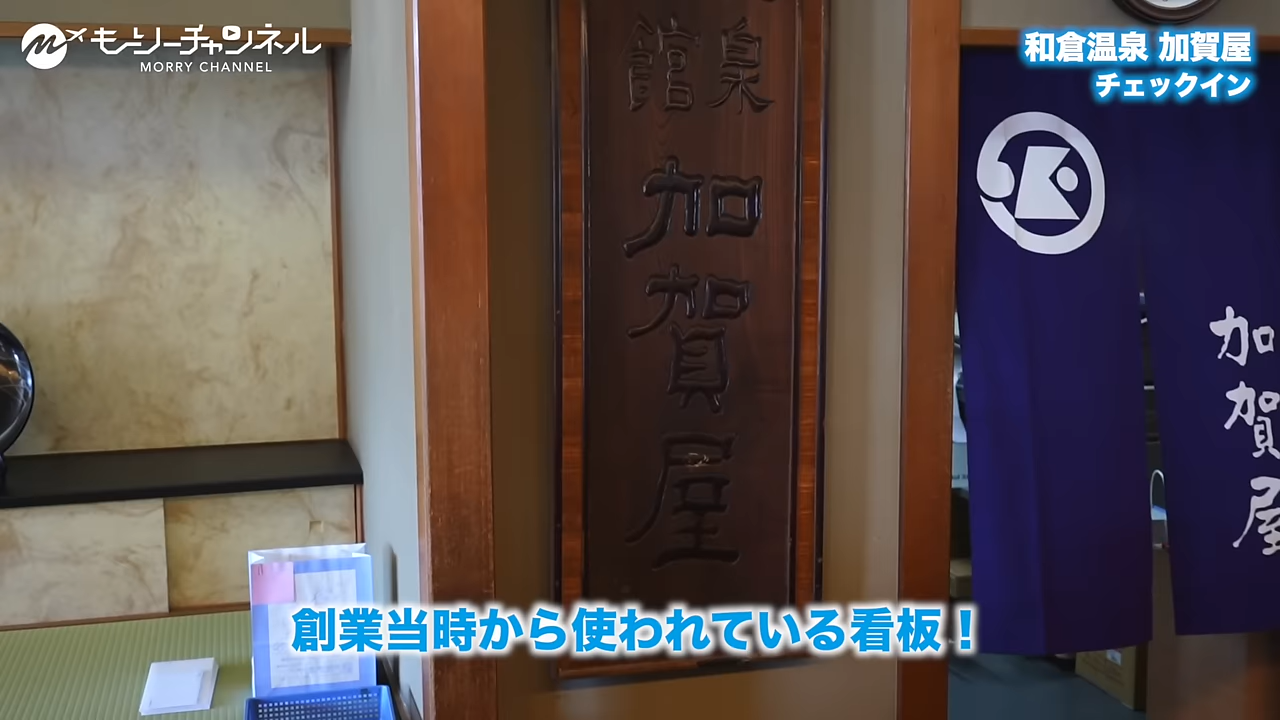 モーリーチャンネル
MORRY CHANNEL
和倉温泉 加賀屋
チェックイン
泉
館
加賀屋
加賀屋
創業当時から使われている看板！